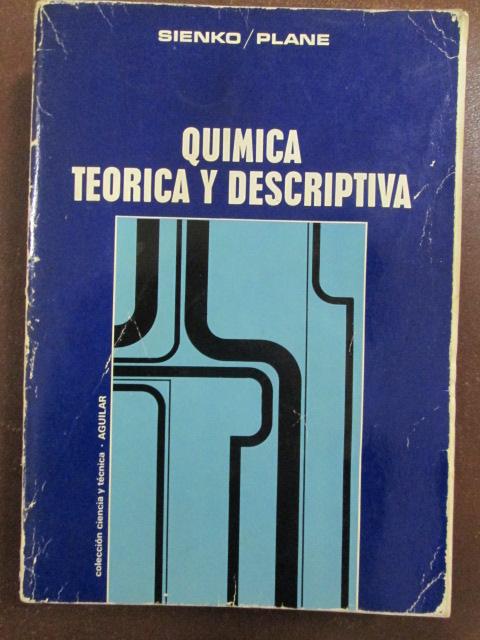 SIENKO / PLANE
QUIMICA
TEORICA Y DESCRIPTIVA
colección ciencia y técnica · AGUILAR